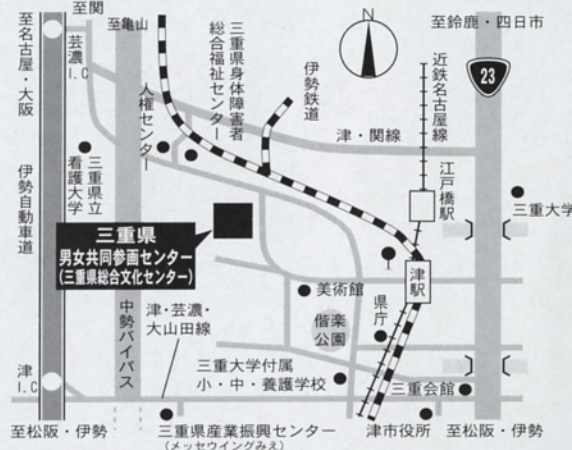 至関
至名古屋・大阪
芸濃
I.C
至亀山
人権センター
三重県身体障害者
総合福祉センター
伊勢鉄道
N
近鉄名古屋線
至鈴鹿・四日市
23
津・関線
江戸橋駅
三重大学
伊勢自動車道
三重県立
看護大学
三重県
男女共同参画センター
(三重県総合文化センター)
中勢バイパス
津・芸濃・
大山田線
美術館
偕楽
公園
県庁
津駅
津
I.C
三重大学付属
小・中・養護学校
三重会館
至松阪・伊勢
三重県産業振興センター
(メッセウイングみえ)
津市役所
至松阪・伊勢